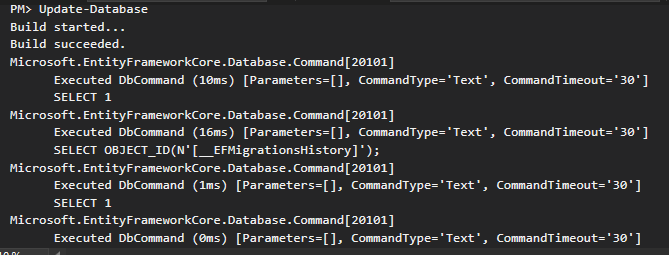 PM> Update-Database
Build started...
Build succeeded.
Microsoft.EntityFrameworkCore.Database.Command[20101]
Executed DbCommand (10ms) [Parameters=[], CommandType='Text', CommandTimeout='30']
SELECT 1
Microsoft.EntityFrameworkCore.Database.Command[20101]
Executed DbCommand (16ms) [Parameters=[], CommandType='Text', CommandTimeout='30']
SELECT OBJECT_ID(N'[__EFMigrationsHistory]');
Microsoft.EntityFrameworkCore.Database.Command[20101]
Executed DbCommand (1ms) [Parameters=[], CommandType='Text', CommandTimeout='30']
SELECT 1
Microsoft.EntityFrameworkCore.Database.Command[20101]
Executed DbCommand (0ms) [Parameters=[], CommandType='Text', CommandTimeout='30']